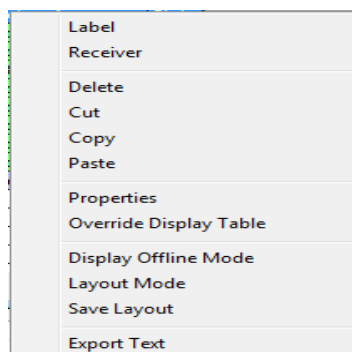 Label
Receiver
Delete
Cut
Copy
Paste
Properties
Override Display Table
Display Offline Mode
Layout Mode
Save Layout
Export Text